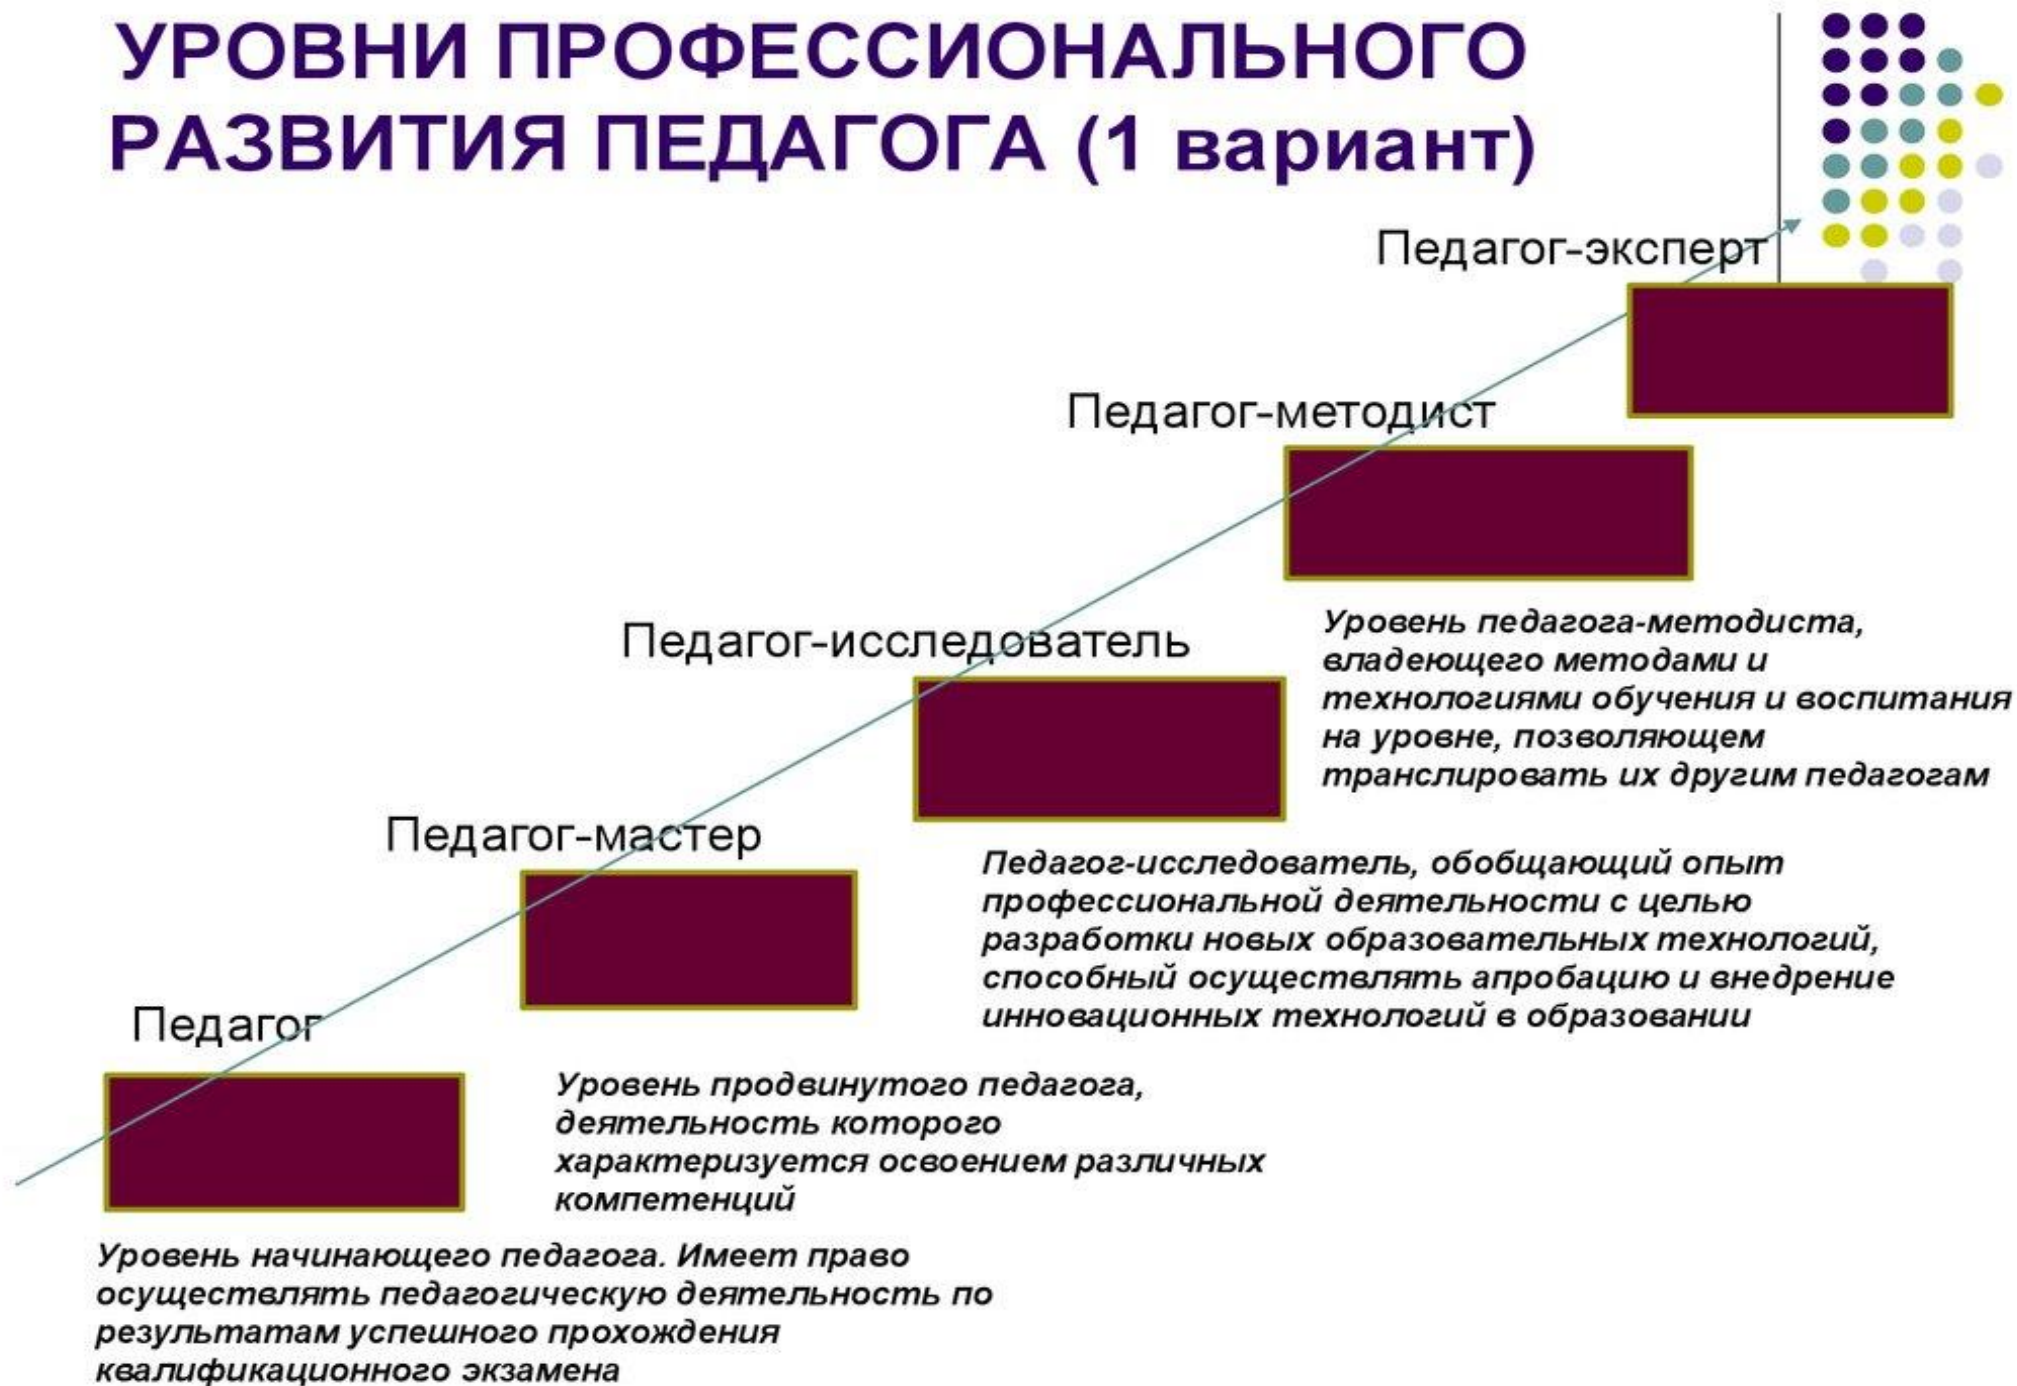 УРОВНИ ПРОФЕССИОНАЛЬНОГО
РАЗВИТИЯ ПЕДАГОГА (1 вариант)
Педагог-эксперт
Педагог-методист
Уровень педагога-методиста,
владеющего методами и
технологиями обучения и воспитания
на уровне, позволяющем
транслировать их другим педагогам
Педагог-исследователь
Педагог-исследователь, обобщающий опыт
профессиональной деятельности с целью
разработки новых образовательных технологий,
способный осуществлять апробацию и внедрение
инновационных технологий в образовании
Педагог-мастер
Уровень продвинутого педагога,
деятельность которого
характеризуется освоением различных
компетенций
Педагог
Уровень начинающего педагога. Имеет право
осуществлять педагогическую деятельность по
результатам успешного прохождения
квалификационного экзамена